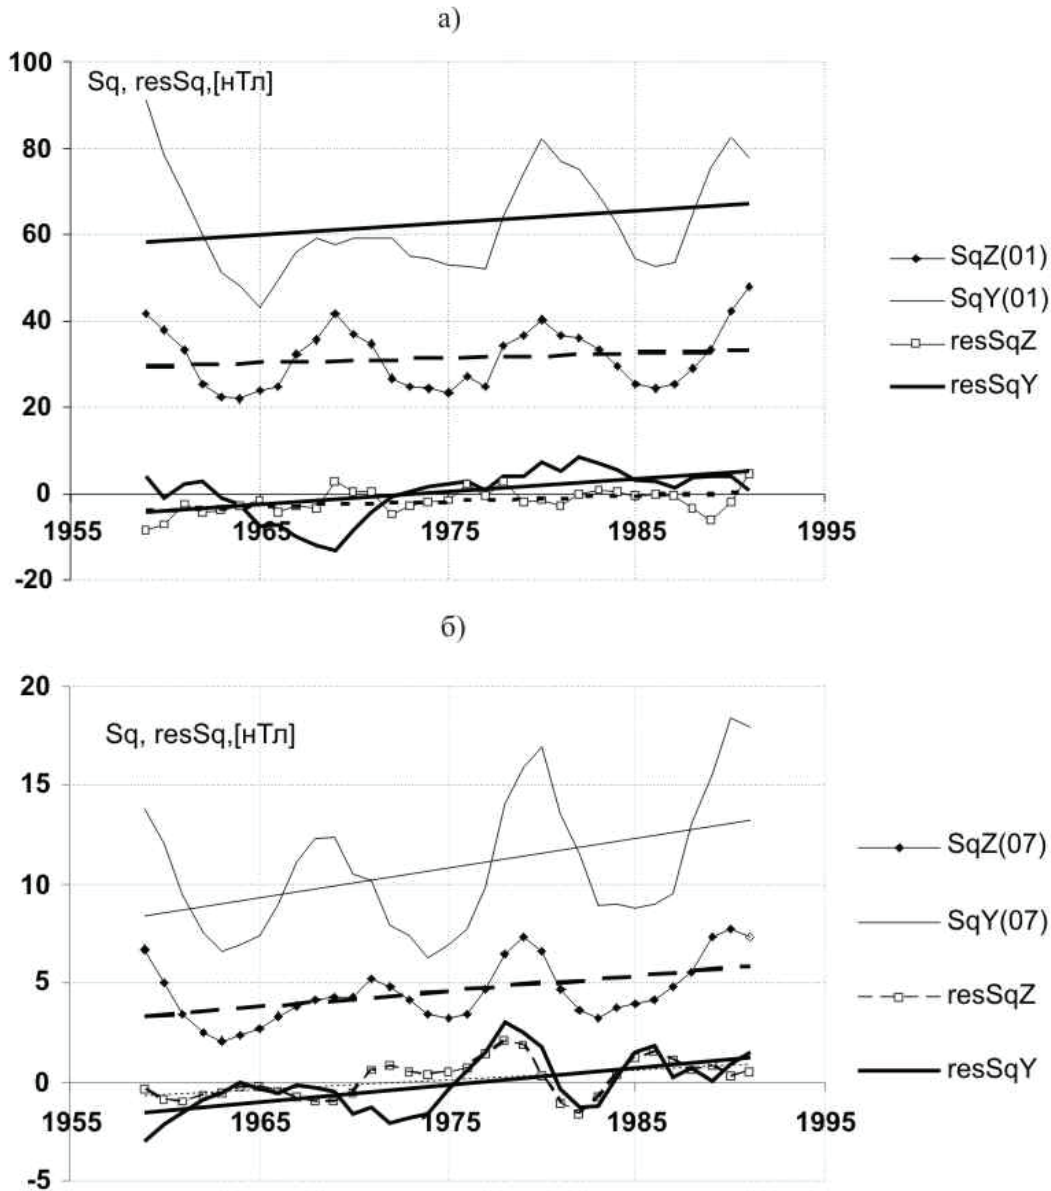 а)
100
Sq, resSq,[нТл]
80
60
40
20
0
-20
1955
1965
1975
1985
1995
SqZ(01)
SqY(01)
resSqZ
resSqY
б)
20
Sq, resSq,[нТл]
15
10
5
0
-5
1955
1965
1975
1985
1995
SqZ(07)
SqY(07)
resSqZ
resSqY